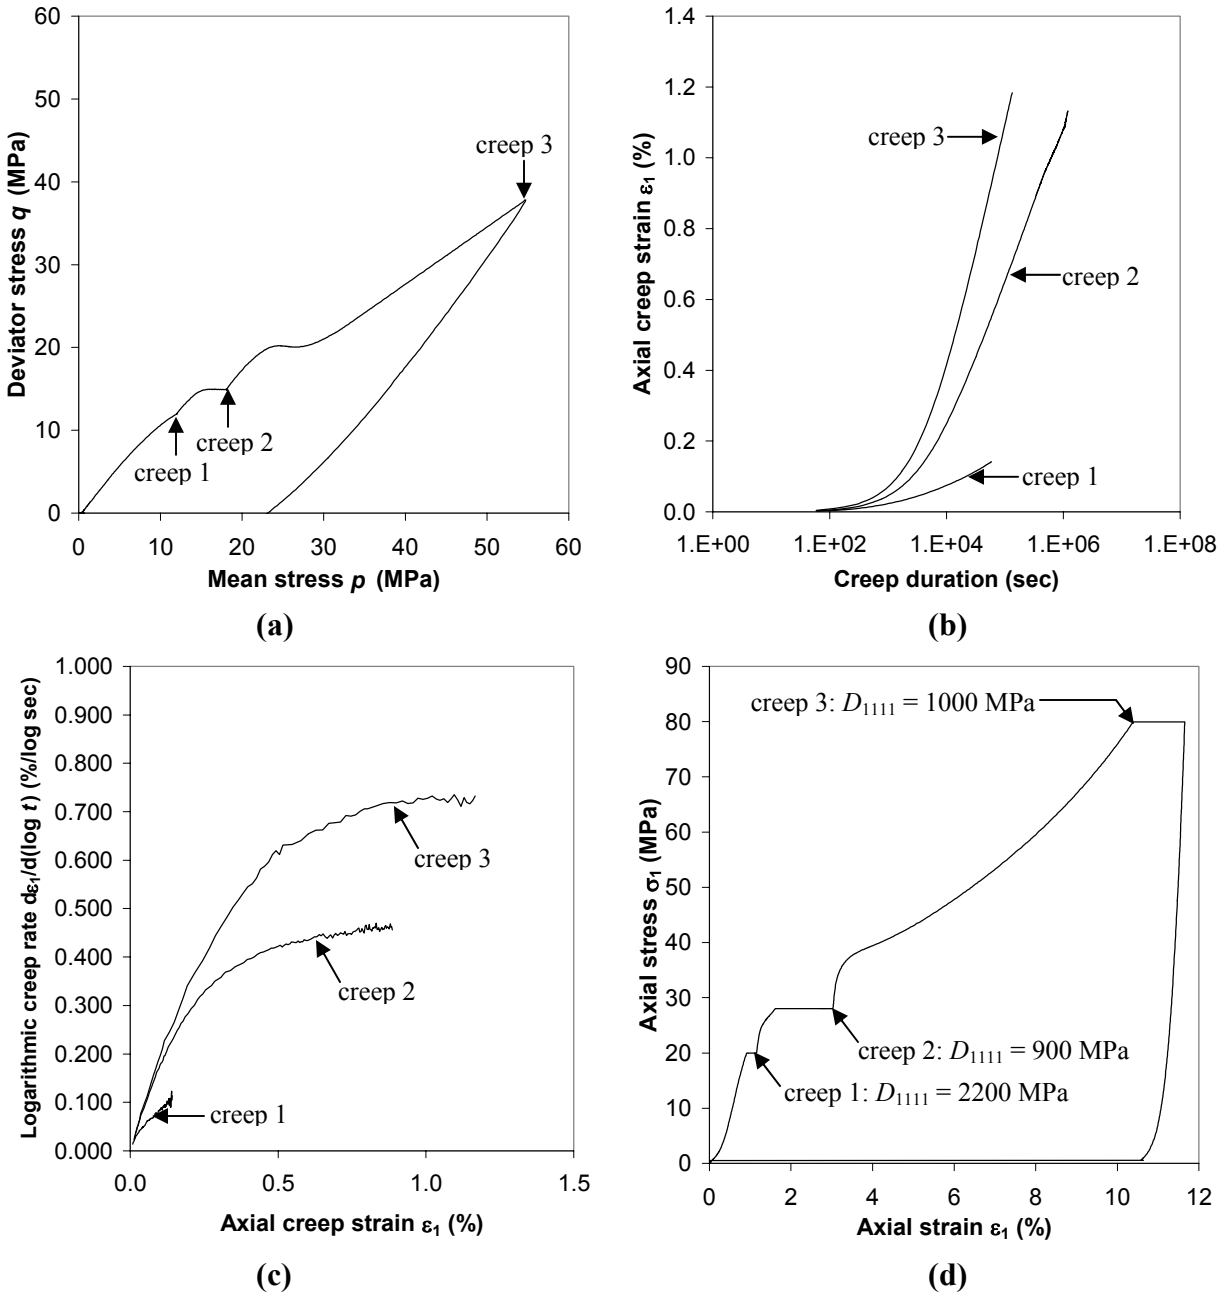 60
50
40
30
20
10
0
0
10
20
30
40
50
60
Deviator stress q (MPa)
Mean stress p (MPa)
creep 3
creep 2
creep 1
(a)
1.4
1.2
1.0
0.8
0.6
0.4
0.2
0.0
1.E+00
1.E+02
1.E+04
1.E+06
1.E+08
Axial creep strain ε1 (%)
Creep duration (sec)
creep 3
creep 2
creep 1
(b)
1.000
0.900
0.800
0.700
0.600
0.500
0.400
0.300
0.200
0.100
0.000
0.0
0.5
1.0
1.5
Logarithmic creep rate dε1/d(log t) (%/log sec)
Axial creep strain ε1 (%)
creep 3
creep 2
creep 1
(c)
90
80
70
60
50
40
30
20
10
0
0
2
4
6
8
10
12
Axial stress σ1 (MPa)
Axial strain ε1 (%)
creep 3: D1111 = 1000 MPa
creep 2: D1111 = 900 MPa
creep 1: D1111 = 2200 MPa
(d)